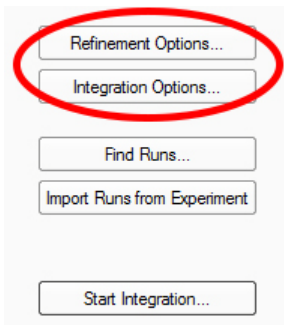 Refinement Options...
Integration Options...
Find Runs...
Import Runs from Experiment
Start Integration...